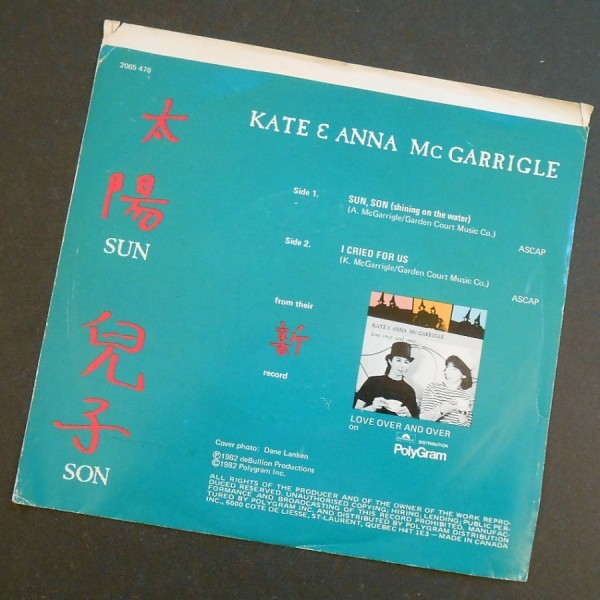 2065 478
太
陽
SUN
兒
子
SON
KATE & ANNA McGARRIGLE
Side 1.
SUN, SON (shining on the water)
(A. McGarrigle/Garden Court Music Co.)
ASCAP
Side 2.
I CRIED FOR US
(K. McGarrigle/Garden Court Music Co.)
ASCAP
from their
新
record
KATE & ANNA McGARRIGLE
love over and over
LOVE OVER AND OVER
on
DISTRIBUTION
PolyGram
Cover photo: Dane Lanken
Ⓟ1982 deBullion Productions
©1982 Polygram Inc.
ALL RIGHTS OF THE PRODUCER AND OF THE OWNER OF THE WORK REPRO-
DUCED RESERVED, UNAUTHORISED COPYING; HIRING; LENDING; PUBLIC PER-
FORMANCE AND BROADCASTING OF THIS RECORD PROHIBITED, MANUFAC-
TURED BY POLYGRAM INC. AND DISTRIBUTED BY POLYGRAM DISTRIBUTION
INC., 6000 COTE DE LIESSE, ST-LAURENT, QUEBEC H4T 1E3 – MADE IN CANADA